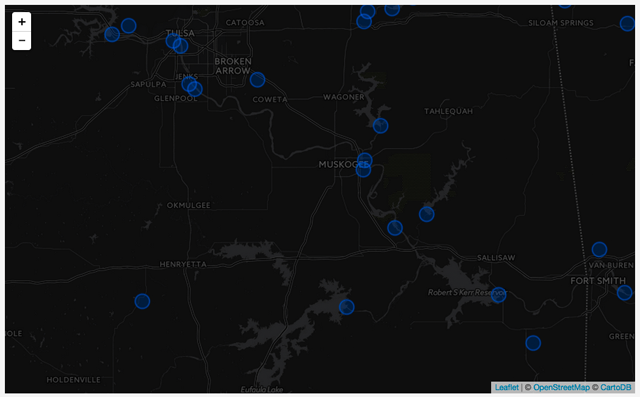 +
−
CATOOSA
SILOAM SPRINGS
TULSA
BROKEN
ARROW
JENKS
SAPULPA
GLENPOOL
COWETA
WAGONER
TAHLEQUAH
MUSKOGEE
OKMULGEE
HENRYETTA
SALLISAW
VAN BUREN
FORT SMITH
Robert S Kerr Reservoir
GREEN
HOLDENVILLE
Eufaula Lake
Leaflet | © OpenStreetMap © CartoDB